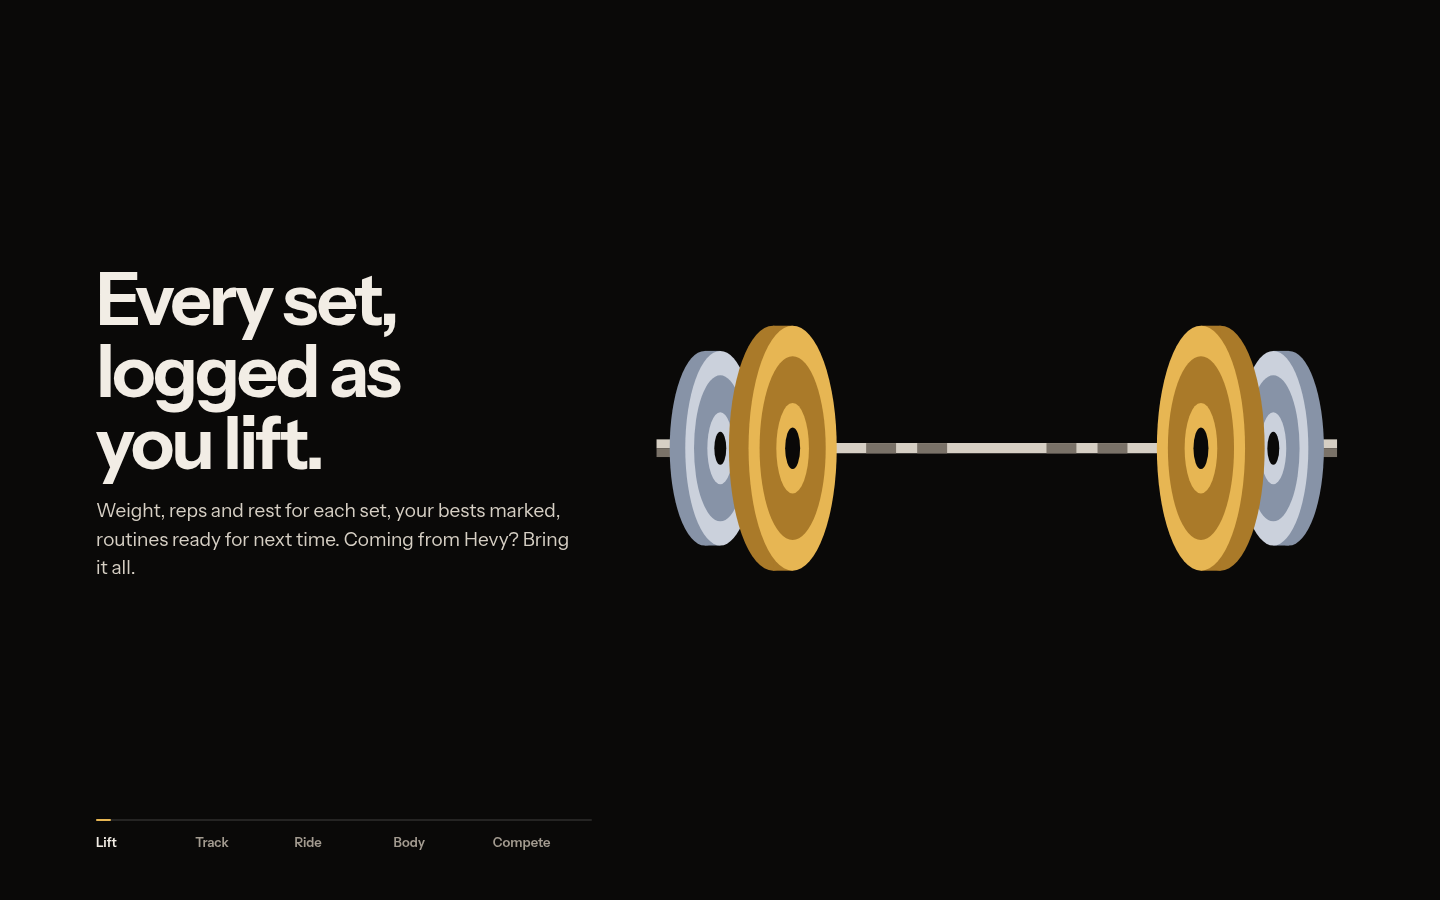 Every set,
logged as
you lift.
Weight, reps and rest for each set, your bests marked,
routines ready for next time. Coming from Hevy? Bring
it all.
Lift
Track
Ride
Body
Compete